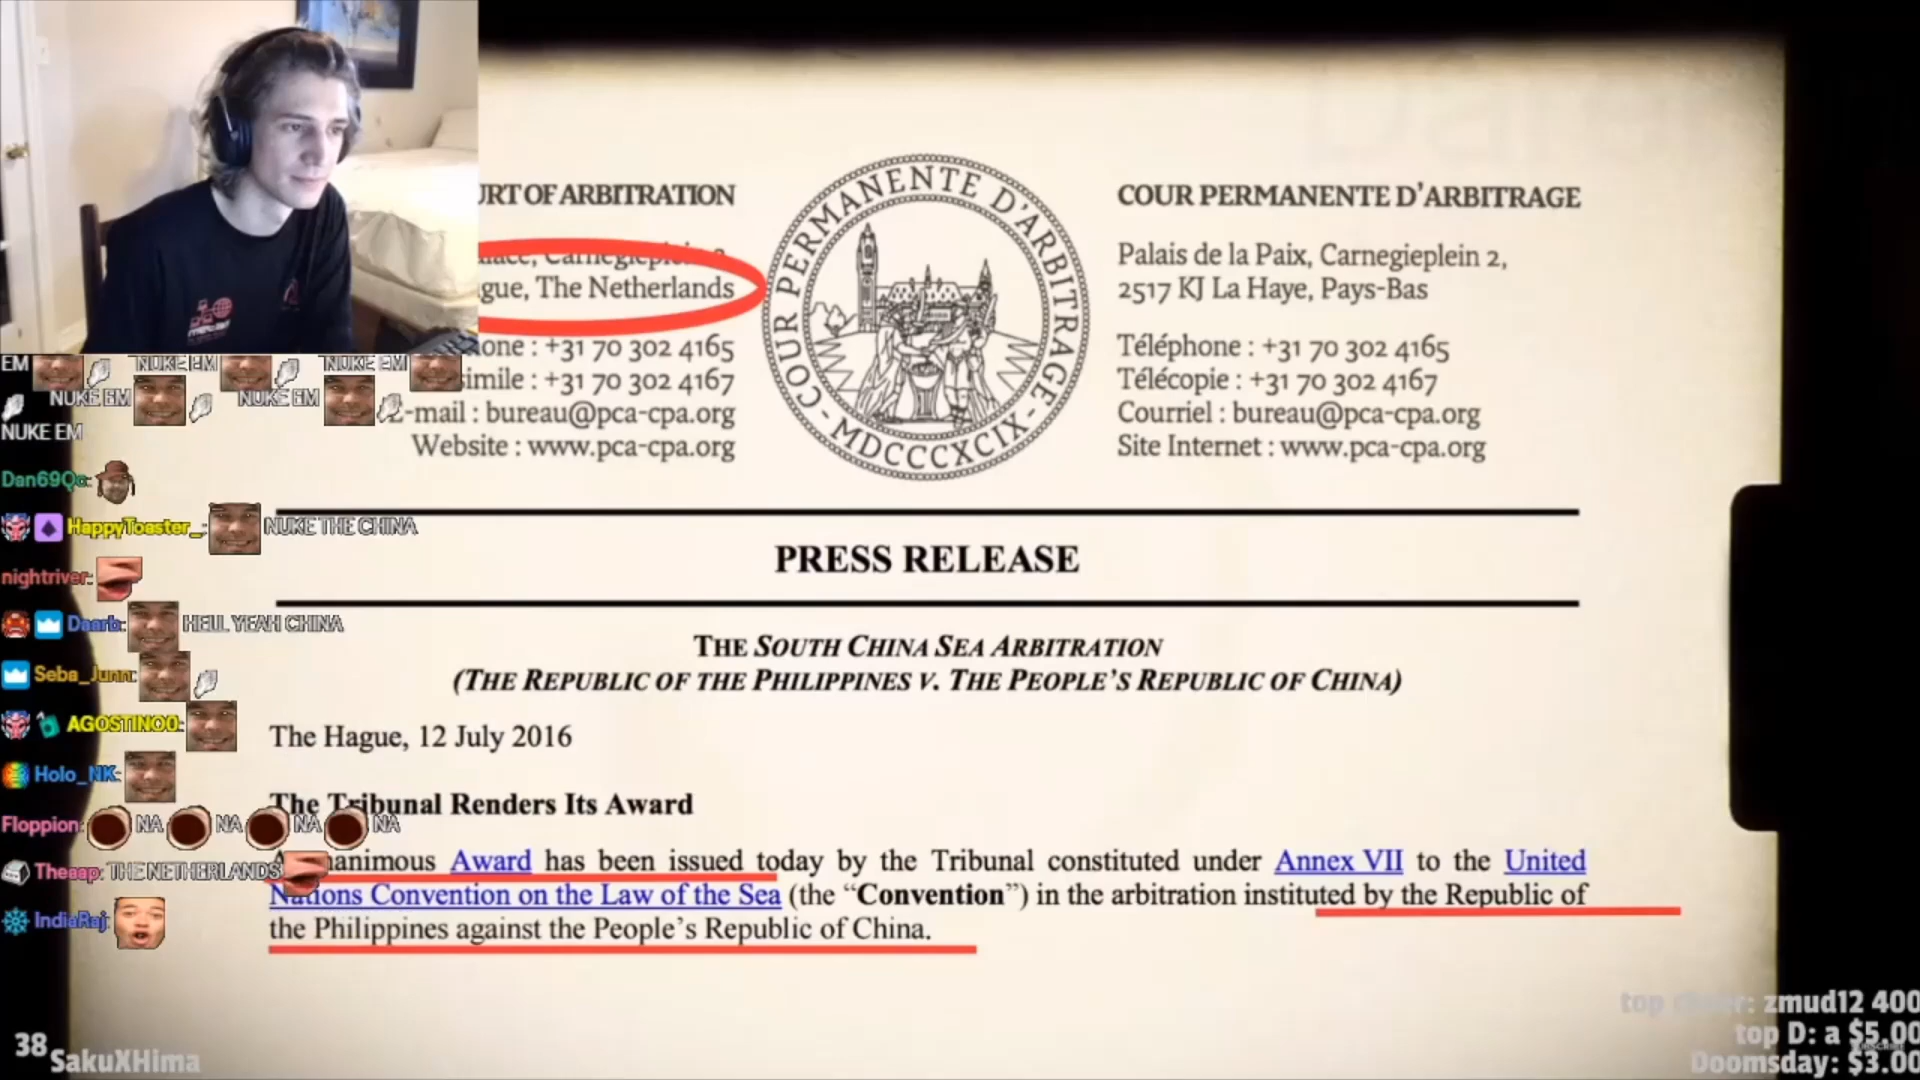 URT OF ARBITRATION
gue, The Netherlands
one : +31 70 302 4165
simile : +31 70 302 4167
E-mail : bureau@pca-cpa.org
Website : www.pca-cpa.org
COUR PERMANENTE D'ARBITRAGE
· MDCCCXCIX ·
COUR PERMANENTE D'ARBITRAGE
Palais de la Paix, Carnegieplein 2,
2517 KJ La Haye, Pays-Bas
Téléphone : +31 70 302 4165
Télécopie : +31 70 302 4167
Courriel : bureau@pca-cpa.org
Site Internet : www.pca-cpa.org
PRESS RELEASE
THE SOUTH CHINA SEA ARBITRATION
(THE REPUBLIC OF THE PHILIPPINES V. THE PEOPLE'S REPUBLIC OF CHINA)
The Hague, 12 July 2016
The Tribunal Renders Its Award
animous Award has been issued today by the Tribunal constituted under Annex VII to the United
Nations Convention on the Law of the Sea (the “Convention”) in the arbitration instituted by the Republic of
the Philippines against the People's Republic of China.
EM NUKE EM NUKE EM
NUKE EM NUKE EM
NUKE EM
Dan69Qc:
HappyToaster_: NUKE THE CHINA
nightriver:
Daarb: HELL YEAH CHINA
Seba_Junn:
AGOSTINO0:
Holo_NK:
Floppion: NA NA NA NA
Theaap: THE NETHERLANDS
IndiaRaj:
38 SakuXHima
top zmud12 400
top D: a $5.00
Doomsday: $3.00